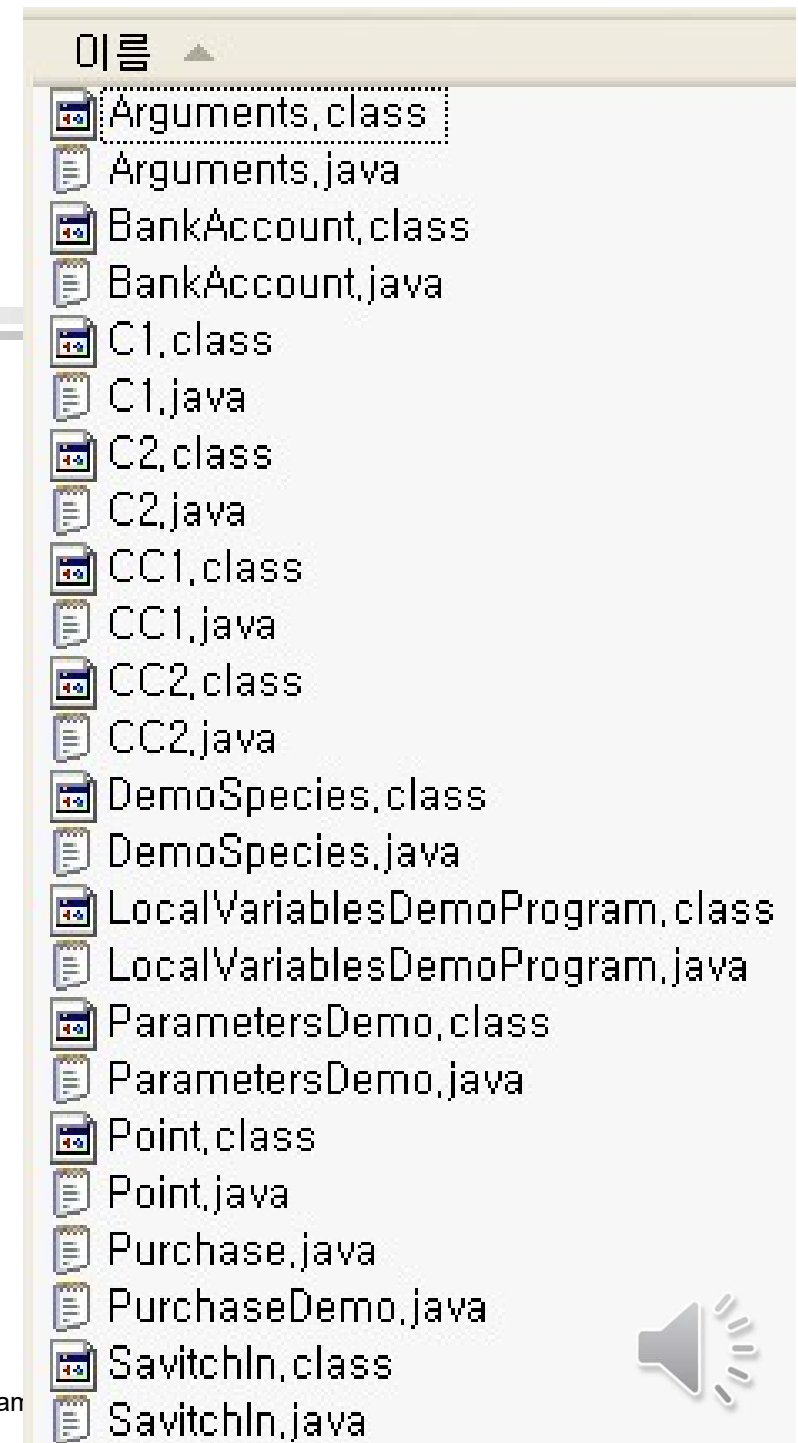 이름
Arguments.class
Arguments.java
BankAccount.class
BankAccount.java
C1.class
C1.java
C2.class
C2.java
CC1.class
CC1.java
CC2.class
CC2.java
DemoSpecies.class
DemoSpecies.java
LocalVariablesDemoProgram.class
LocalVariablesDemoProgram.java
ParametersDemo.class
ParametersDemo.java
Point.class
Point.java
Purchase.java
PurchaseDemo.java
SavitchIn.class
SavitchIn.java